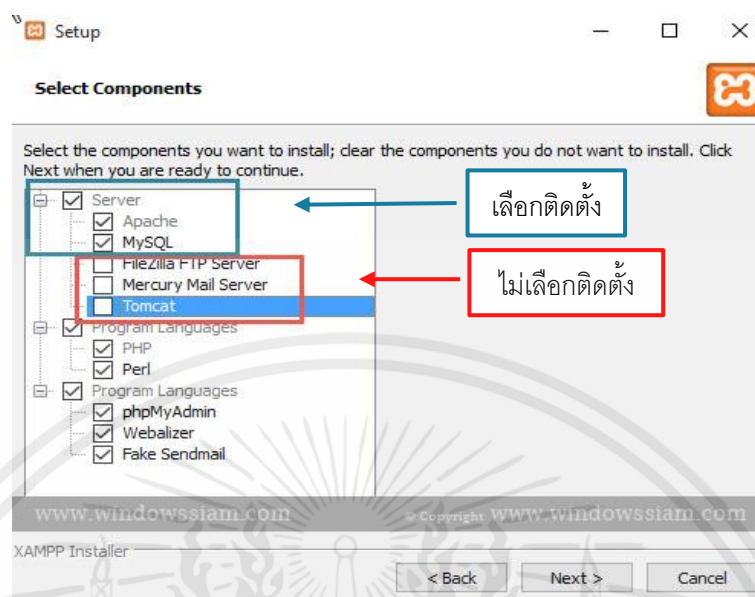 Setup
Select Components
Select the components you want to install; clear the components you do not want to install. Click
Next when you are ready to continue.
Server
Apache
MySQL
FileZilla FTP Server
Mercury Mail Server
Tomcat
Program Languages
PHP
Perl
Program Languages
phpMyAdmin
Webalizer
Fake Sendmail
เลือกติดตั้ง
ไม่เลือกติดตั้ง
www.windowssiam.com
© Copyright www.windowssiam.com
XAMPP Installer
< Back
Next >
Cancel